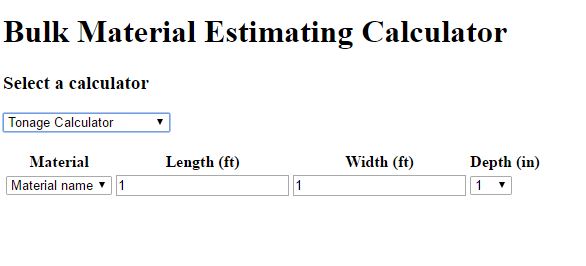 Bulk Material Estimating Calculator
Select a calculator
Tonage Calculator
Material Length (ft) Width (ft) Depth (in)
Material name 1 1 1